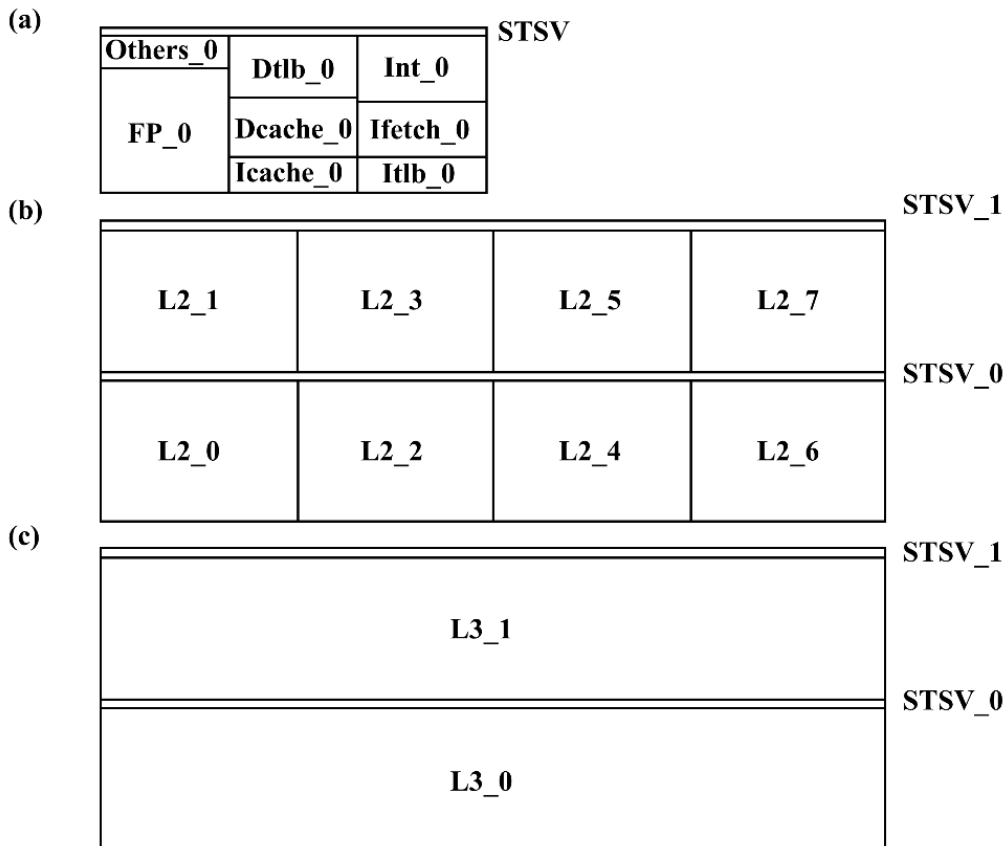 (a)
STSV
Others_0
Dtlb_0
Int_0
FP_0
Dcache_0
Ifetch_0
Icache_0
Itlb_0
(b)
STSV_1
L2_1
L2_3
L2_5
L2_7
STSV_0
L2_0
L2_2
L2_4
L2_6
(c)
STSV_1
L3_1
STSV_0
L3_0